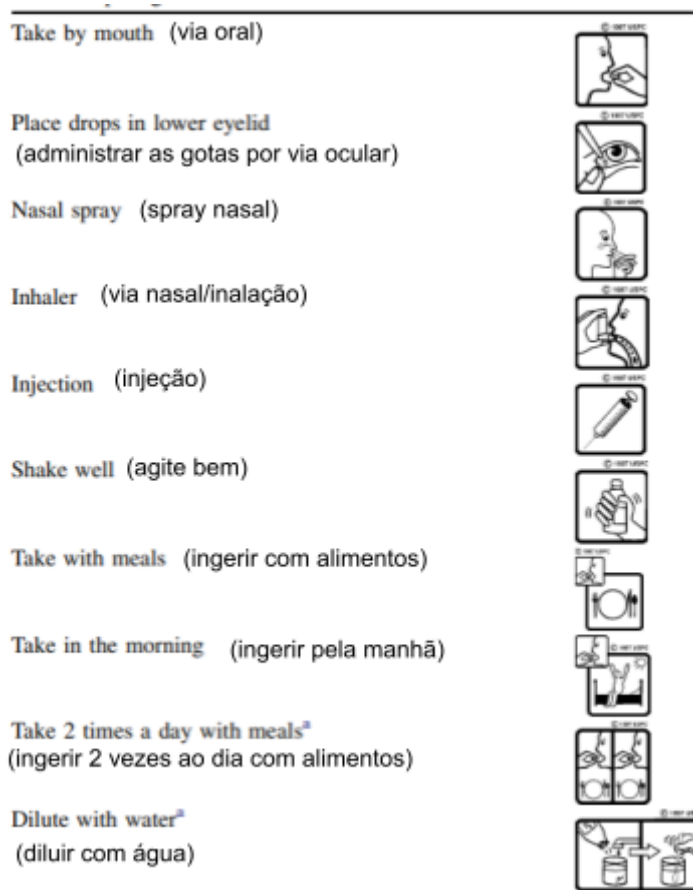 Take by mouth (via oral)
Place drops in lower eyelid
(administrar as gotas por via ocular)
Nasal spray (spray nasal)
Inhaler (via nasal/inalação)
Injection (injeção)
Shake well (agite bem)
Take with meals (ingerir com alimentos)
Take in the morning (ingerir pela manhã)
Take 2 times a day with mealsª
(ingerir 2 vezes ao dia com alimentos)
Dilute with waterª
(diluir com água)